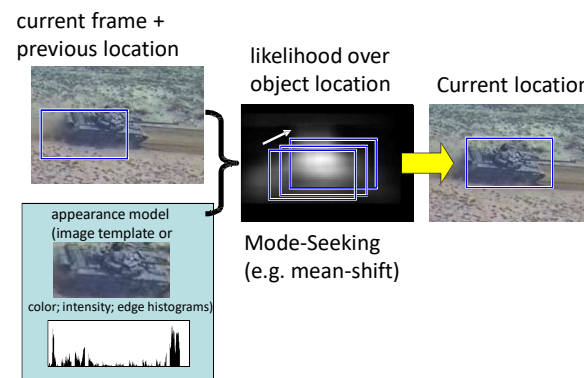 current frame +
previous location
likelihood over
object location
Current location
appearance model
(image template or
color; intensity; edge histograms)
Mode-Seeking
(e.g. mean-shift)